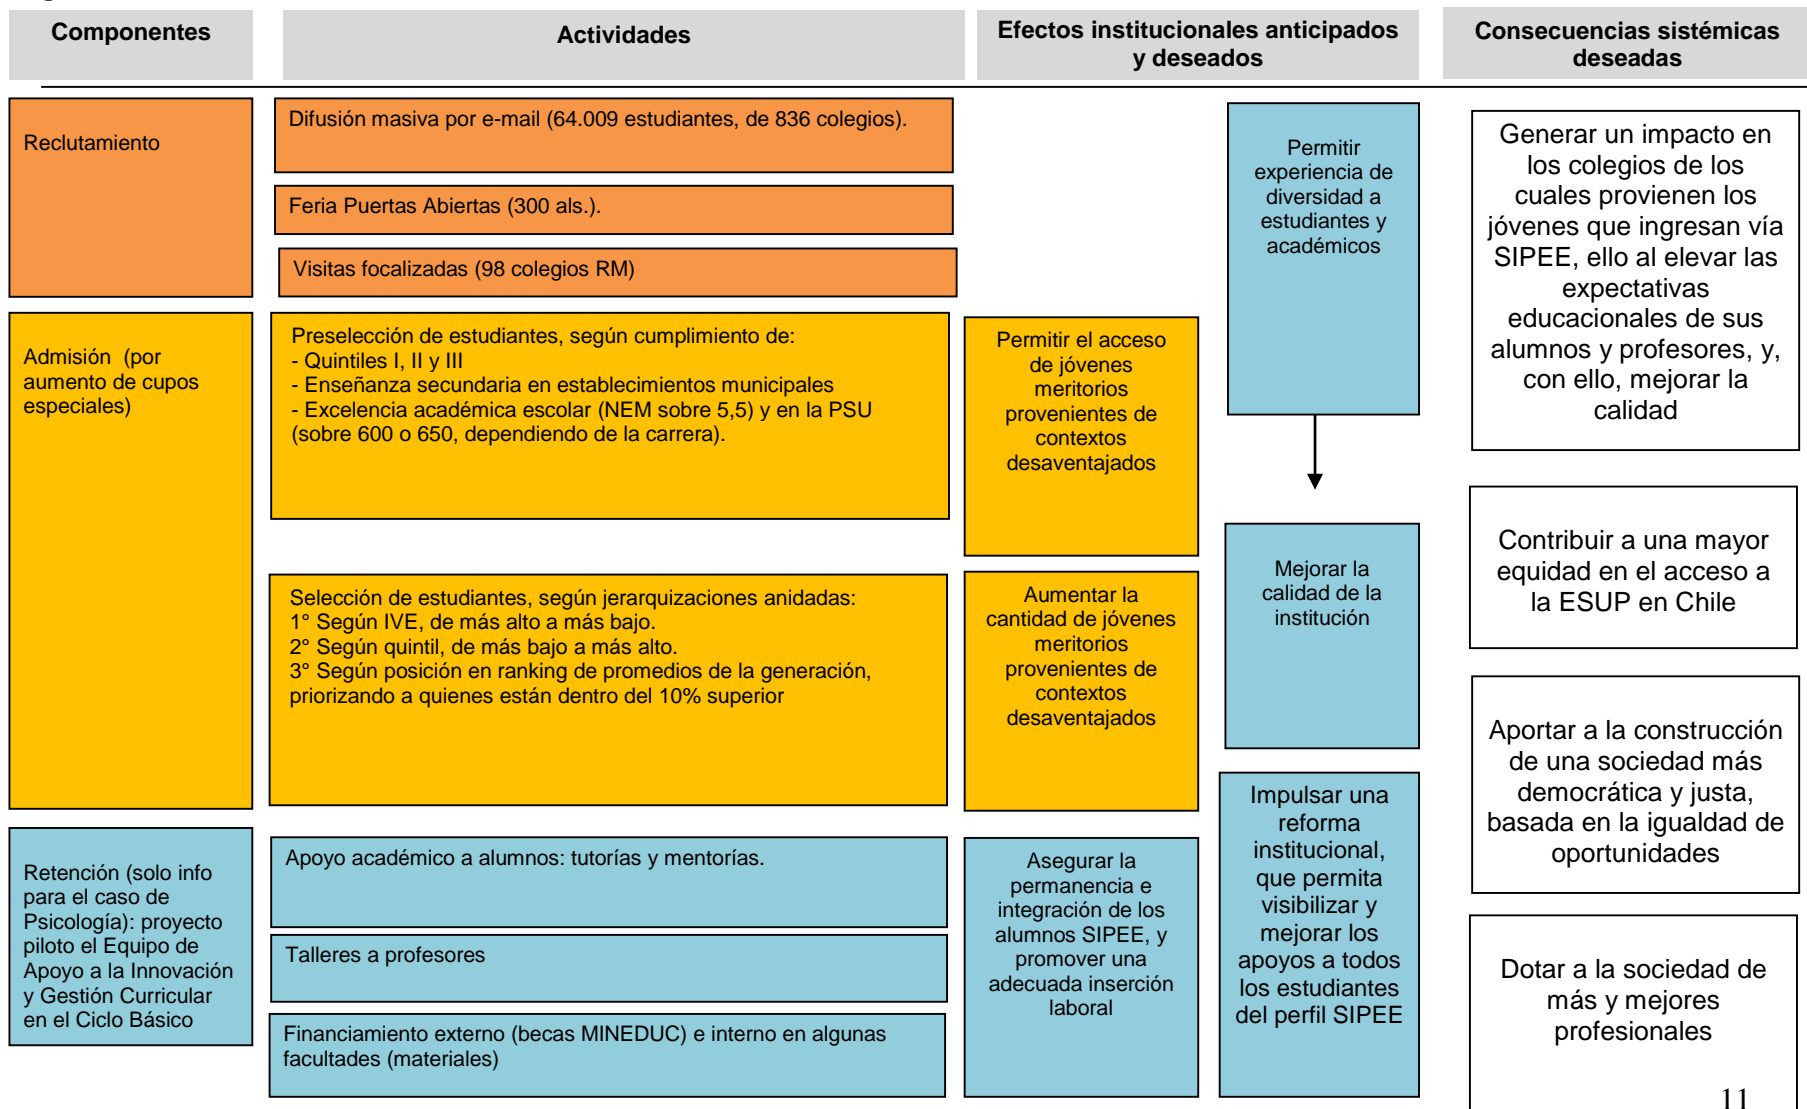 Componentes
Actividades
Efectos institucionales anticipados
y deseados
Consecuencias sistémicas
deseadas
Reclutamiento
Difusión masiva por e-mail (64.009 estudiantes, de 836 colegios).
Feria Puertas Abiertas (300 als.).
Visitas focalizadas (98 colegios RM)
Permitir
experiencia de
diversidad a
estudiantes y
académicos
Generar un impacto en
los colegios de los
cuales provienen los
jóvenes que ingresan vía
SIPEE, ello al elevar las
expectativas
educacionales de sus
alumnos y profesores, y,
con ello, mejorar la
calidad
Admisión (por
aumento de cupos
especiales)
Preselección de estudiantes, según cumplimiento de:
- Quintiles I, II y III
- Enseñanza secundaria en establecimientos municipales
- Excelencia académica escolar (NEM sobre 5,5) y en la PSU
(sobre 600 o 650, dependiendo de la carrera).
Permitir el acceso
de jóvenes
meritorios
provenientes de
contextos
desaventajados
Selección de estudiantes, según jerarquizaciones anidadas:
1° Según IVE, de más alto a más bajo.
2° Según quintil, de más bajo a más alto.
3° Según posición en ranking de promedios de la generación,
priorizando a quienes están dentro del 10% superior
Aumentar la
cantidad de jóvenes
meritorios
provenientes de
contextos
desaventajados
Mejorar la
calidad de la
institución
Contribuir a una mayor
equidad en el acceso a
la ESUP en Chile
Aportar a la construcción
de una sociedad más
democrática y justa,
basada en la igualdad de
oportunidades
Retención (solo info
para el caso de
Psicología): proyecto
piloto el Equipo de
Apoyo a la Innovación
y Gestión Curricular
en el Ciclo Básico
Apoyo académico a alumnos: tutorías y mentorías.
Talleres a profesores
Financiamiento externo (becas MINEDUC) e interno en algunas
facultades (materiales)
Asegurar la
permanencia e
integración de los
alumnos SIPEE, y
promover una
adecuada inserción
laboral
Impulsar una
reforma
institucional,
que permita
visibilizar y
mejorar los
apoyos a todos
los estudiantes
del perfil SIPEE
Dotar a la sociedad de
más y mejores
profesionales
11